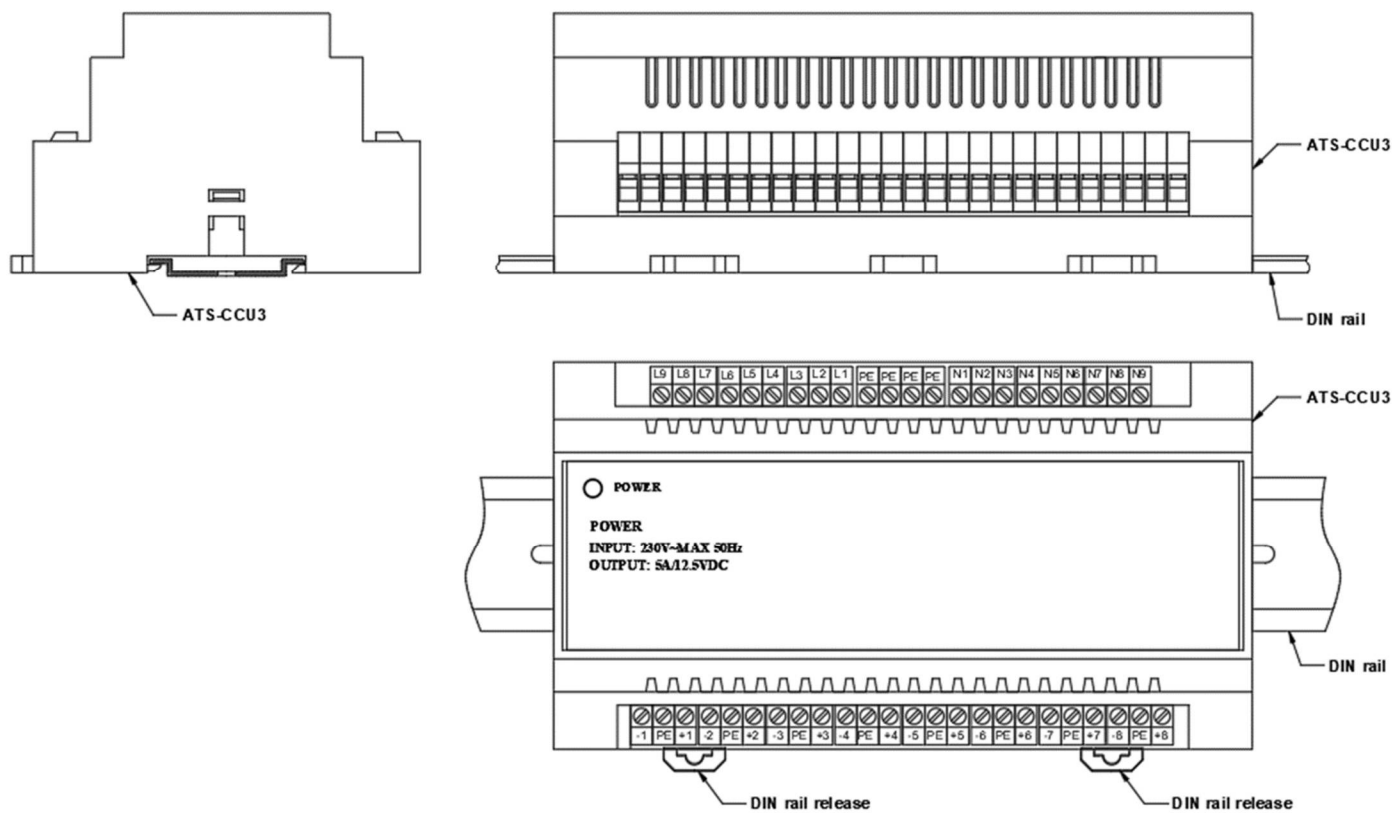 ATS-CCU3
ATS-CCU3
DIN rail
L9 L8 L7 L6 L5 L4 L3 L2 L1 PE PE PE PE N1 N2 N3 N4 N5 N6 N7 N8 N9
ATS-CCU3
POWER
POWER
INPUT: 230V~MAX 50Hz
OUTPUT: 5A/12.5VDC
DIN rail
-1 PE +1 -2 PE +2 -3 PE +3 -4 PE +4 -5 PE +5 -6 PE +6 -7 PE +7 -8 PE +8
DIN rail release
DIN rail release